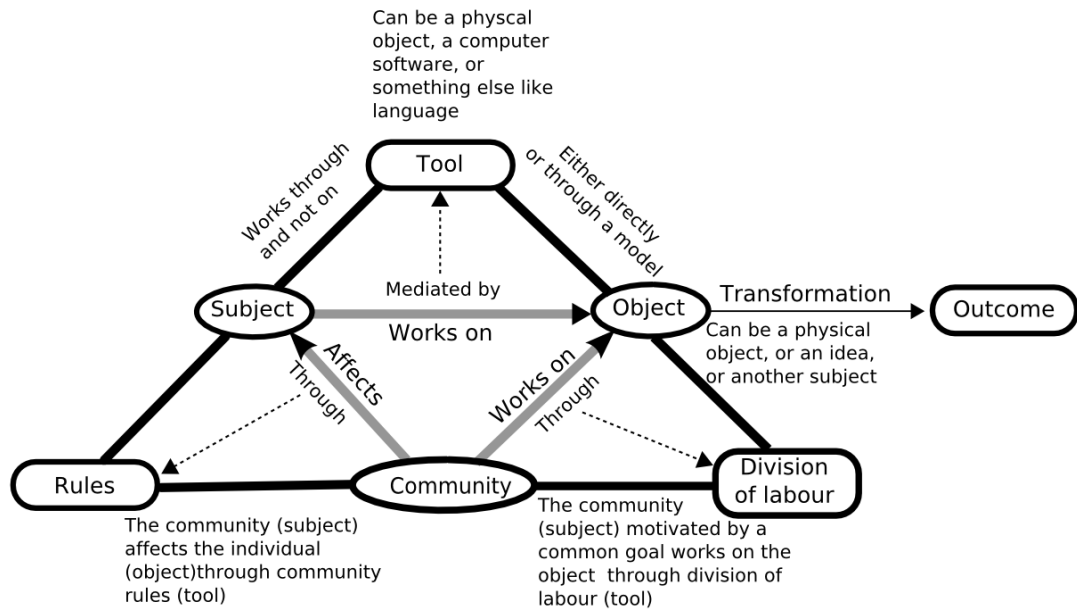 Can be a physcal
object, a computer
software, or
something else like
language
Tool
Works through
and not on
Either directly
or through a model
Subject
Mediated by
Works on
Object
Transformation
Can be a physical
object, or an idea,
or another subject
Outcome
Affects
Through
Works on
Through
Rules
Community
Division
of labour
The community (subject)
affects the individual
(object)through community
rules (tool)
The community
(subject) motivated by a
common goal works on the
object  through division of
labour (tool)